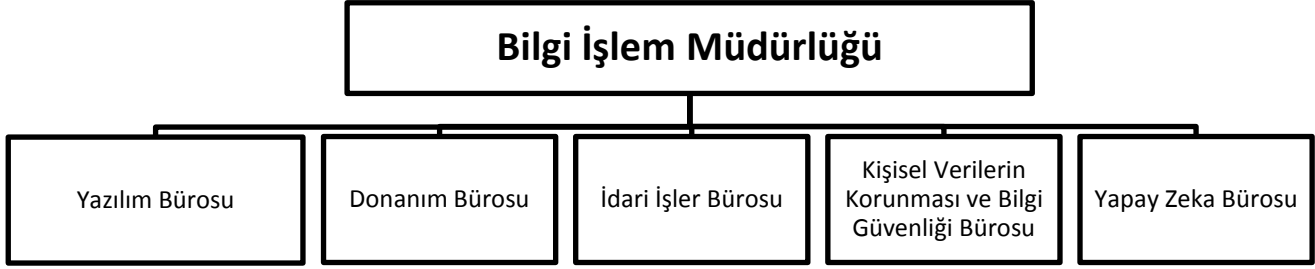 Bilgi İşlem Müdürlüğü
Yazılım Bürosu
Donanım Bürosu
İdari İşler Bürosu
Kişisel Verilerin
Korunması ve Bilgi
Güvenliği Bürosu
Yapay Zeka Bürosu